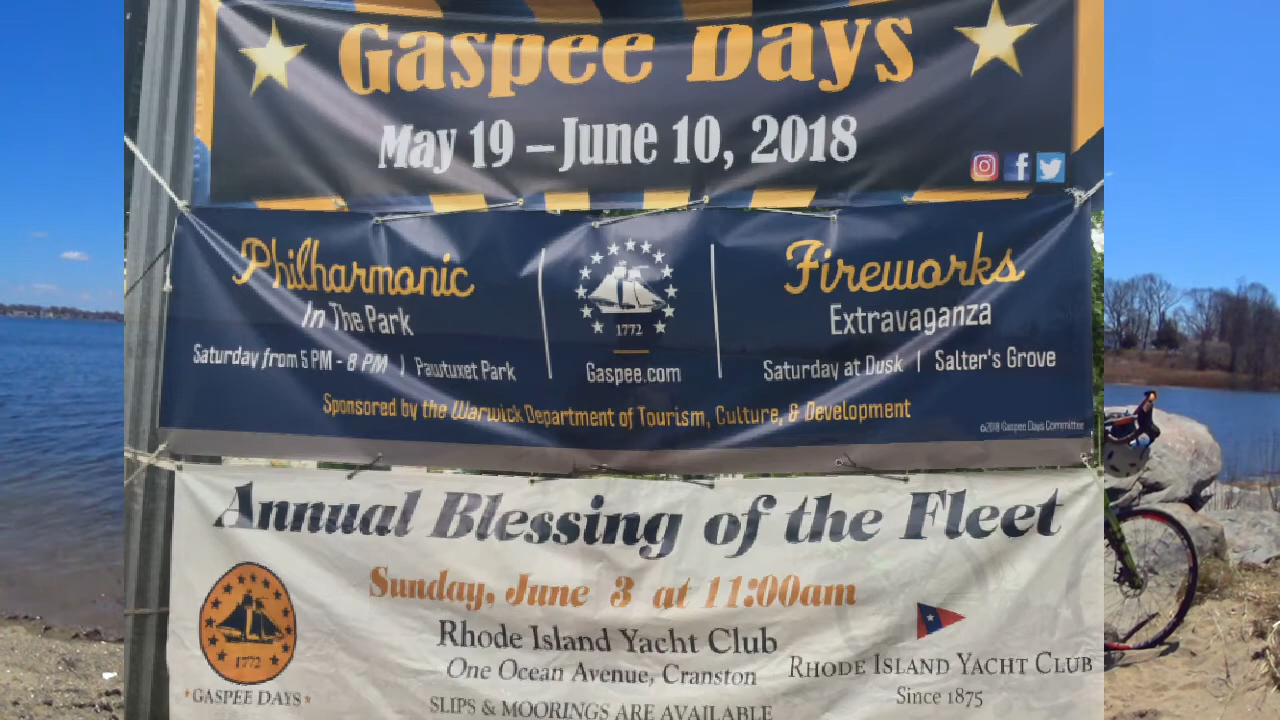 Gaspee Days
May 19 – June 10, 2018
Philharmonic
In The Park
Saturday from 5 PM - 8 PM | Pawtuxet Park
1772
Gaspee.com
Fireworks
Extravaganza
Saturday at Dusk | Salter's Grove
Sponsored by the Warwick Department of Tourism, Culture, & Development
©2018 Gaspee Days Committee
Annual Blessing of the Fleet
Sunday, June 3 at 11:00am
Rhode Island Yacht Club
One Ocean Avenue, Cranston
SLIPS & MOORINGS ARE AVAILABLE
1772
* GASPEE DAYS *
RHODE ISLAND YACHT CLUB
Since 1875